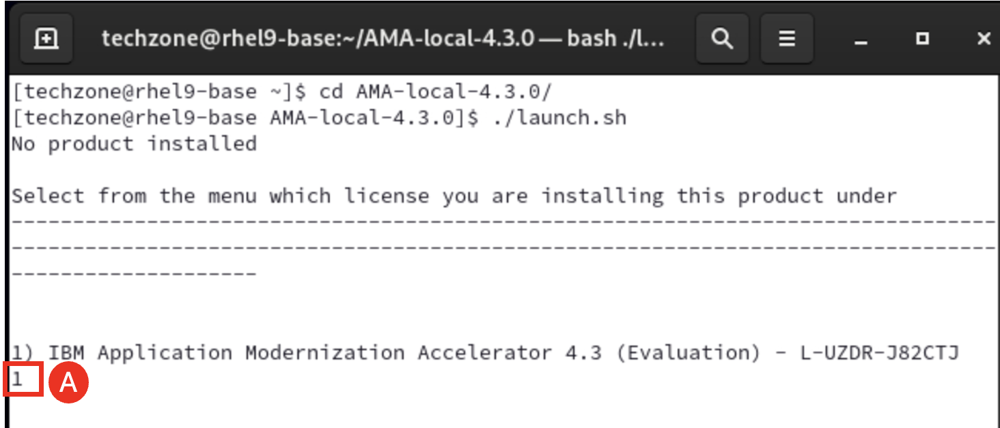 techzone@rhel9-base:~/AMA-local-4.3.0 — bash ./l...
[techzone@rhel9-base ~]$ cd AMA-local-4.3.0/
[techzone@rhel9-base AMA-local-4.3.0]$ ./launch.sh
No product installed
Select from the menu which license you are installing this product under
--------------------------------------------------------------------------------
--------------------------------------------------------------------------------
--------------------
1) IBM Application Modernization Accelerator 4.3 (Evaluation) - L-UZDR-J82CTJ
1
A